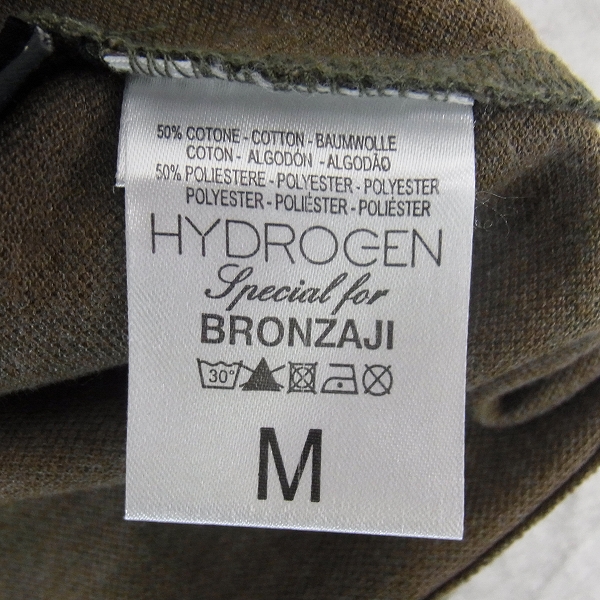 50% COTONE - COTTON - BAUMWOLLE
COTON - ALGODÓN - ALGODÃO
50% POLIESTERE - POLYESTER - POLYESTER
POLYESTER - POLIÉSTER - POLIÉSTER
HYDROGEN
Special for
BRONZAJI
30°
M